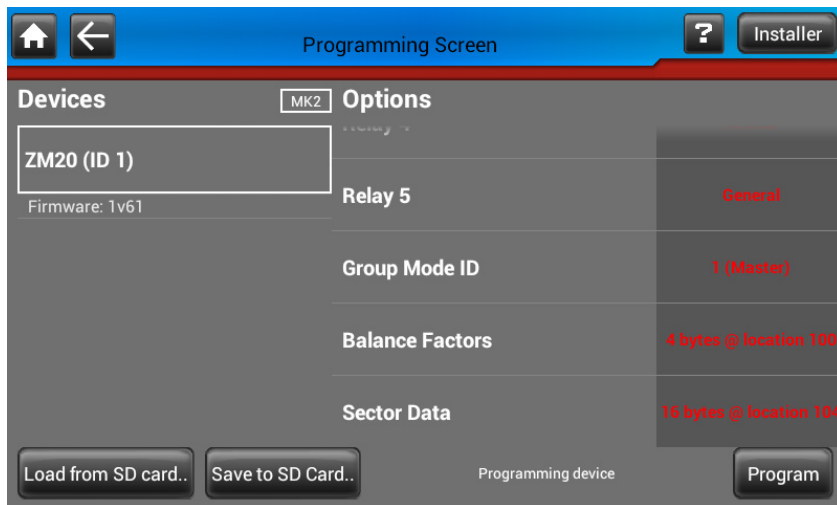 Programming Screen
?
Installer
Devices
MK2
Options
ZM20 (ID 1)
Firmware: 1v61
Relay 5
General
Group Mode ID
1 (Master)
Balance Factors
4 bytes @ location 100
Sector Data
16 bytes @ location 104
Load from SD card..
Save to SD Card..
Programming device
Program